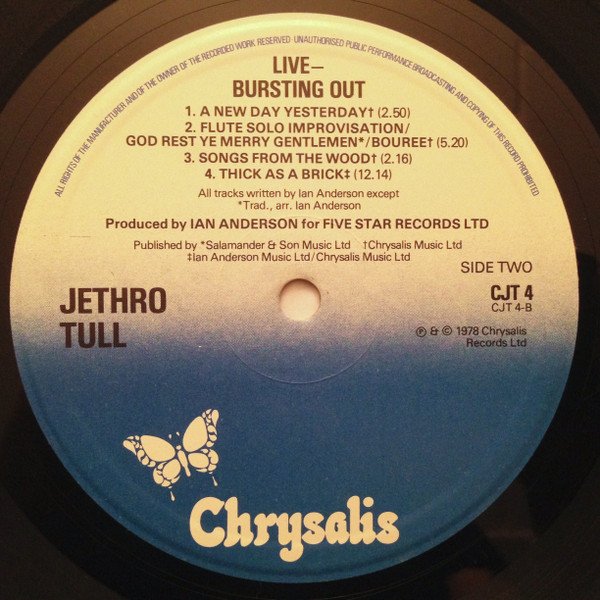 ALL RIGHTS OF THE MANUFACTURER AND OF THE OWNER OF THE RECORDED WORK RESERVED · UNAUTHORISED PUBLIC PERFORMANCE BROADCASTING AND COPYING OF THIS RECORD PROHIBITED
LIVE–
BURSTING OUT
1. A NEW DAY YESTERDAY† (2.50)
2. FLUTE SOLO IMPROVISATION/
GOD REST YE MERRY GENTLEMEN*/BOUREE† (5.20)
3. SONGS FROM THE WOOD† (2.16)
4. THICK AS A BRICK‡ (12.14)
All tracks written by Ian Anderson except
*Trad., arr. Ian Anderson
Produced by IAN ANDERSON for FIVE STAR RECORDS LTD
Published by *Salamander & Son Music Ltd †Chrysalis Music Ltd
‡Ian Anderson Music Ltd/Chrysalis Music Ltd
SIDE TWO
JETHRO
TULL
CJT 4
CJT 4-B
℗ & © 1978 Chrysalis
Records Ltd
Chrysalis